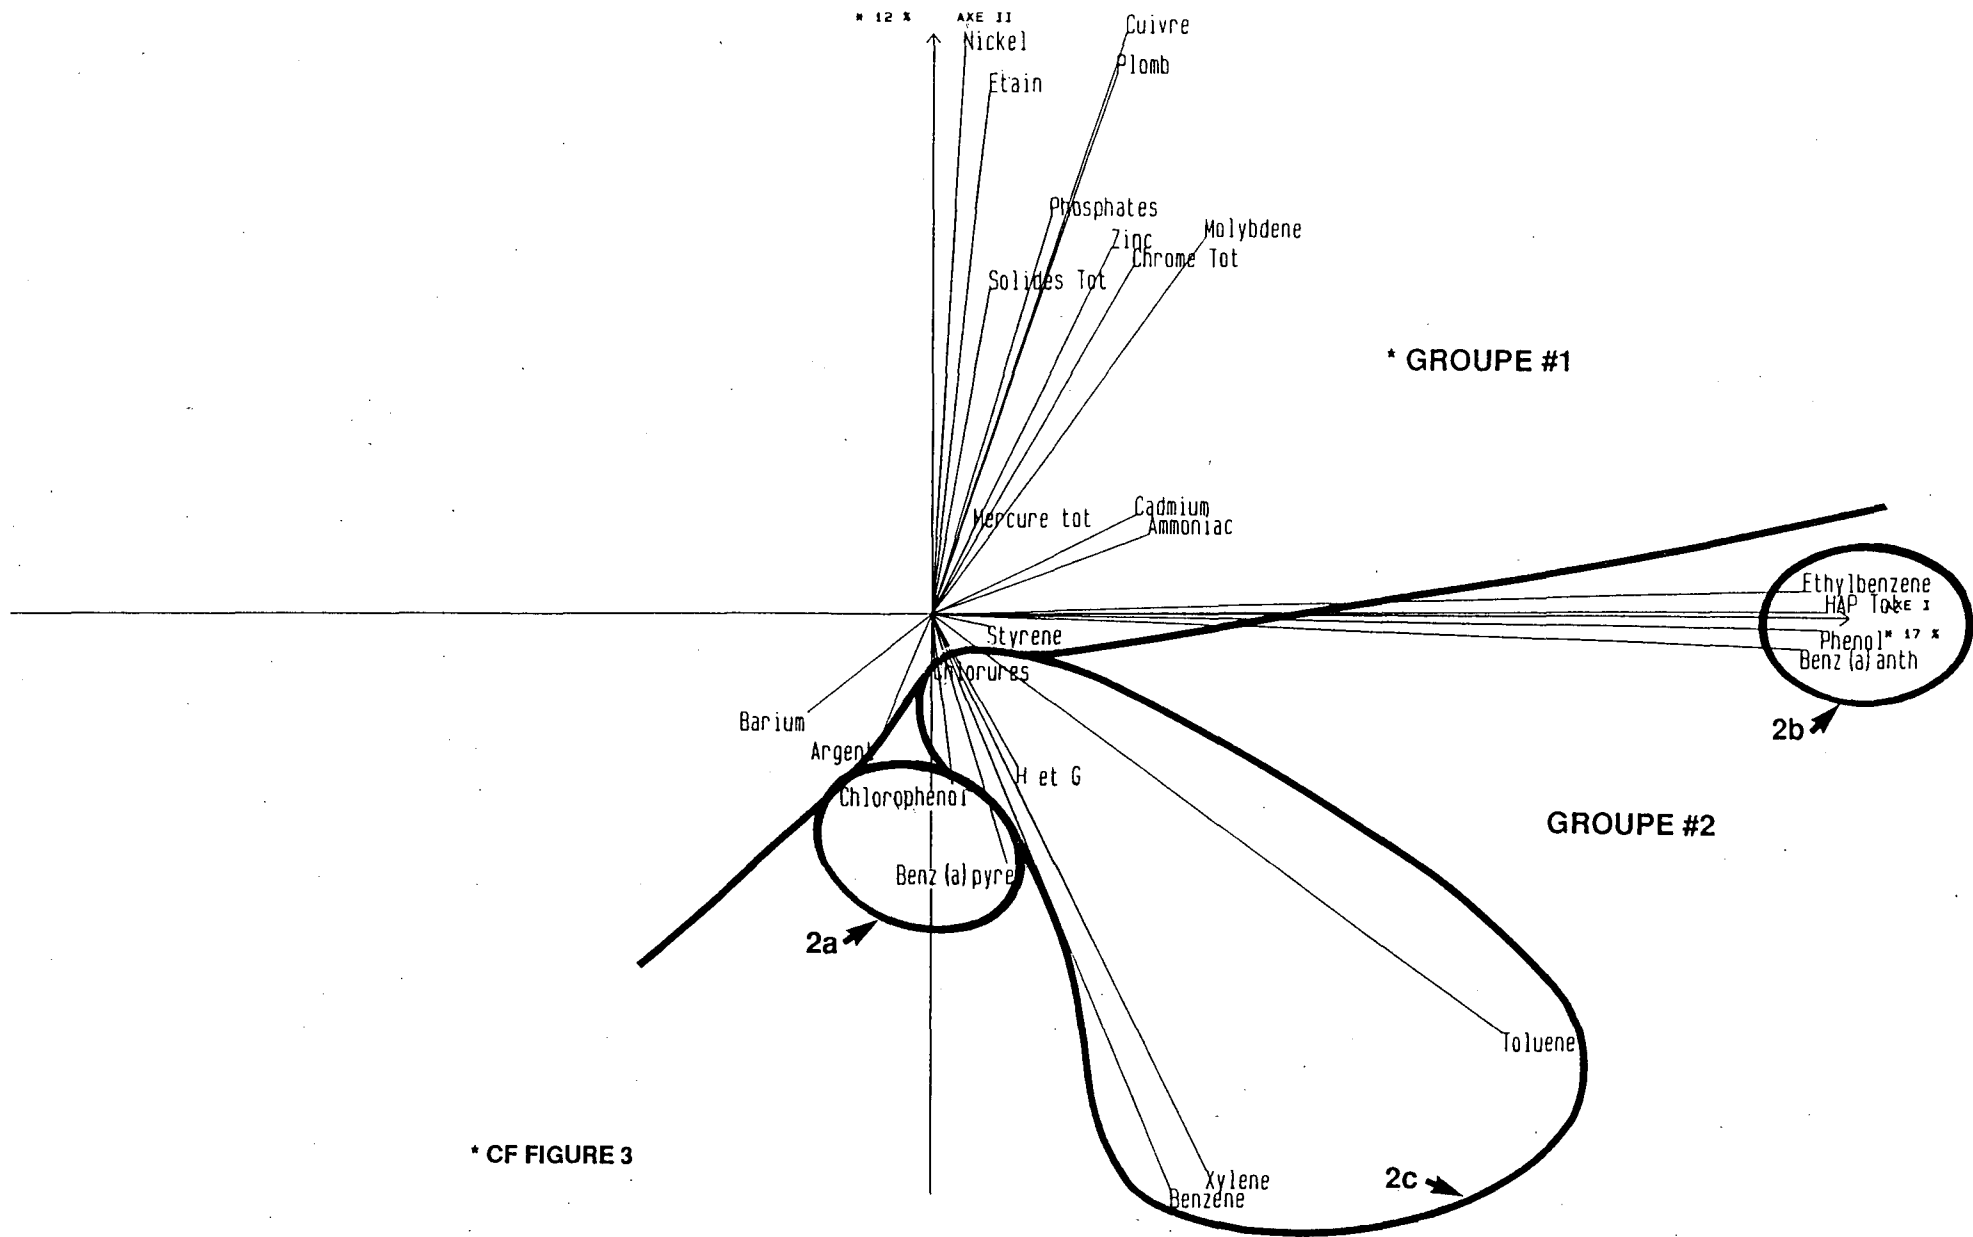 * 12 % AXE II
Nickel
Cuivre
Plomb
Etain
Phosphates
Zinc
Molybdene
Chrome Tot
Solides Tot
* GROUPE #1
Mercure tot
Cadmium
Ammoniac
Ethylbenzene
HAP Tot
AXE I
* 17 %
Phenol
Benz (a) anth
2b
Styrene
Chlorures
Barium
Argent
H et G
Chlorophenol
Benz (a) pyre
2a
GROUPE #2
Toluene
* CF FIGURE 3
2c
Xylene
Benzene